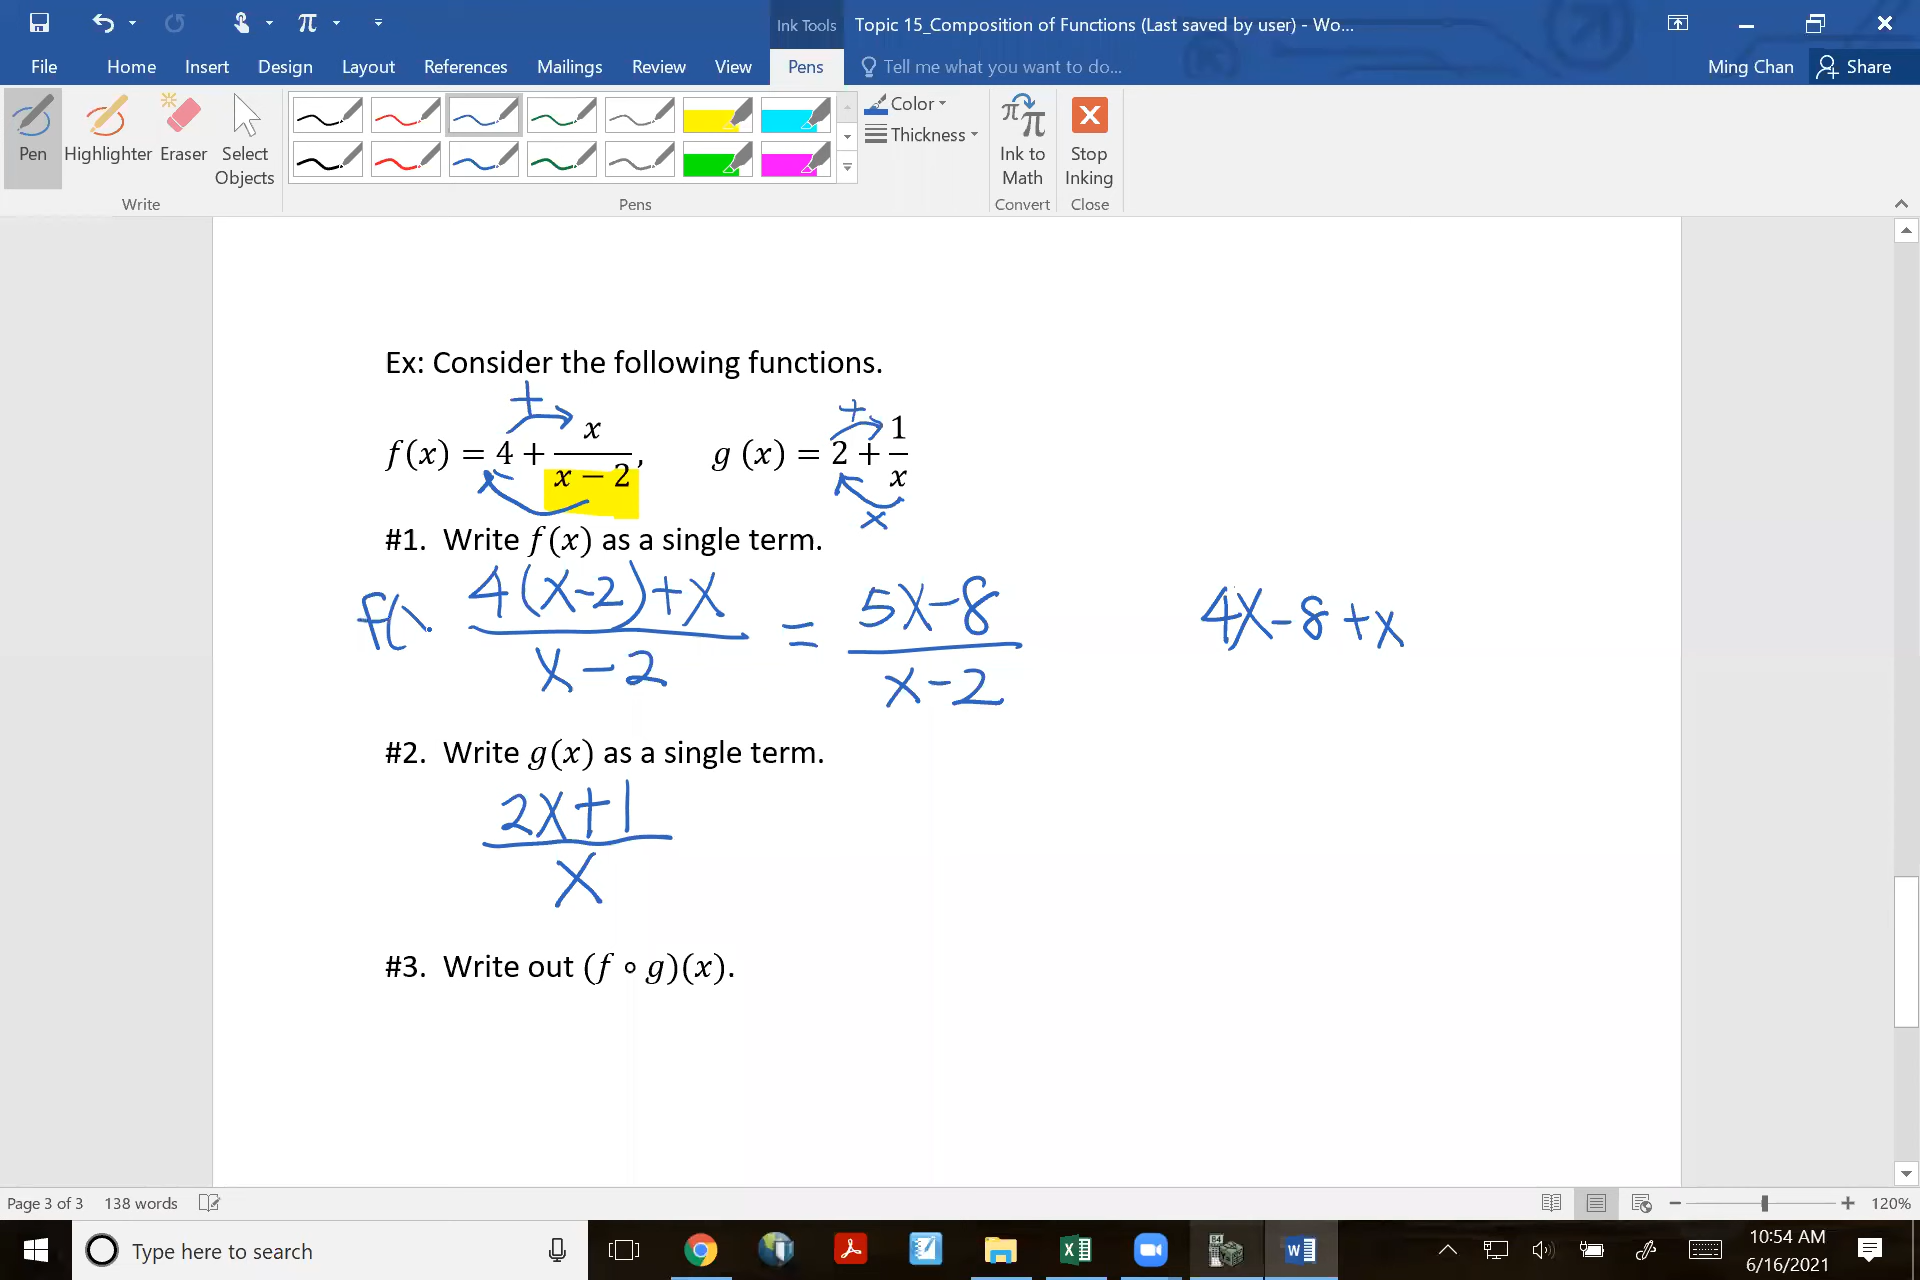 Ink Tools
Topic 15_Composition of Functions (Last saved by user) - Wo...
File Home Insert Design Layout References Mailings Review View Pens Tell me what you want to do... Ming Chan Share
Pen Highlighter Eraser Select Objects
Color
Thickness
Ink to Math
Stop Inking
Write Pens Convert Close
Ex: Consider the following functions.
+ +
f(x) = 4 + x/(x − 2), g (x) = 2 + 1/x
x
#1. Write f(x) as a single term.
f(x (4(x-2)+x)/(x-2) = (5x-8)/(x-2) 4x-8+x
#2. Write g(x) as a single term.
(2x+1)/x
#3. Write out (f ∘ g)(x).
Page 3 of 3 138 words 120%
Type here to search
10:54 AM
6/16/2021